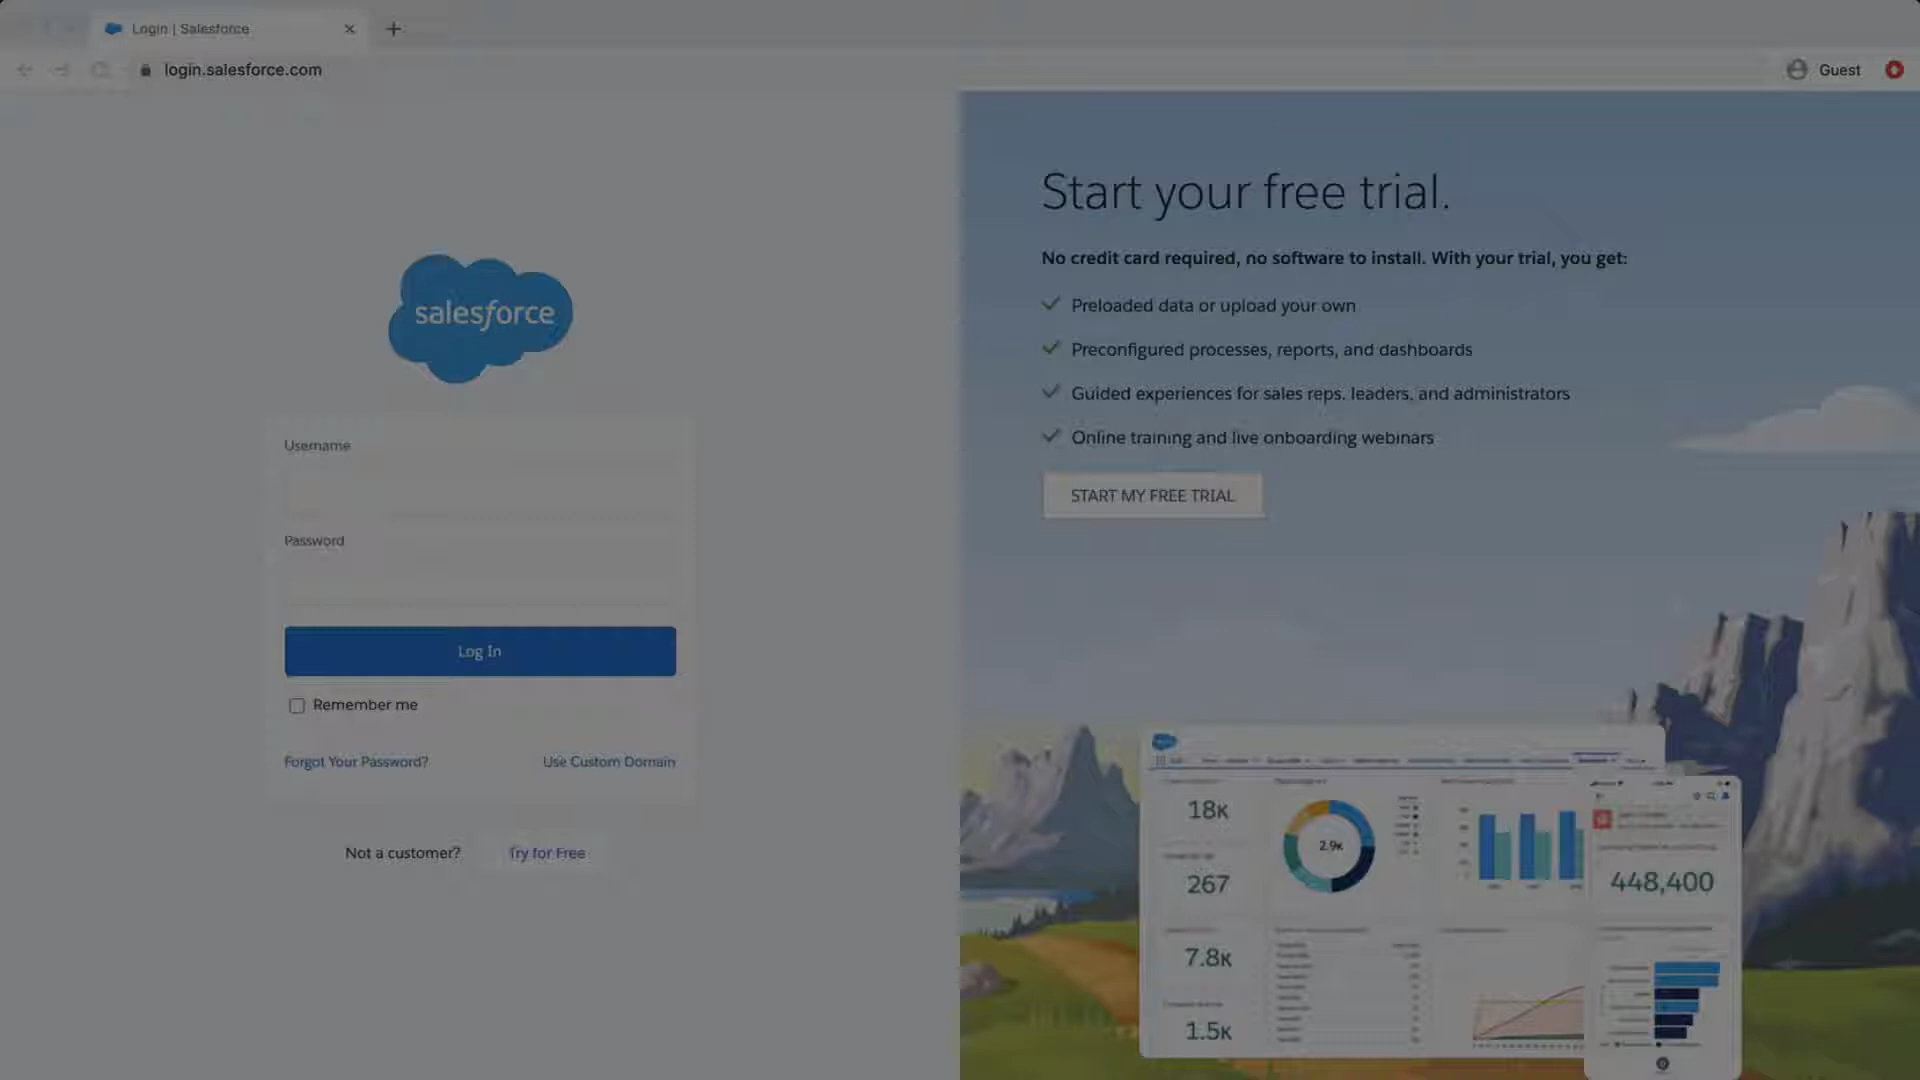 Login | Salesforce
login.salesforce.com
Guest
salesforce
Username
Password
Log In
Remember me
Forgot Your Password?
Use Custom Domain
Not a customer?
Try for Free
Start your free trial.
No credit card required, no software to install. With your trial, you get:
Preloaded data or upload your own
Preconfigured processes, reports, and dashboards
Guided experiences for sales reps, leaders, and administrators
Online training and live onboarding webinars
START MY FREE TRIAL
18K
2.9K
267
448,400
7.8K
1.5K